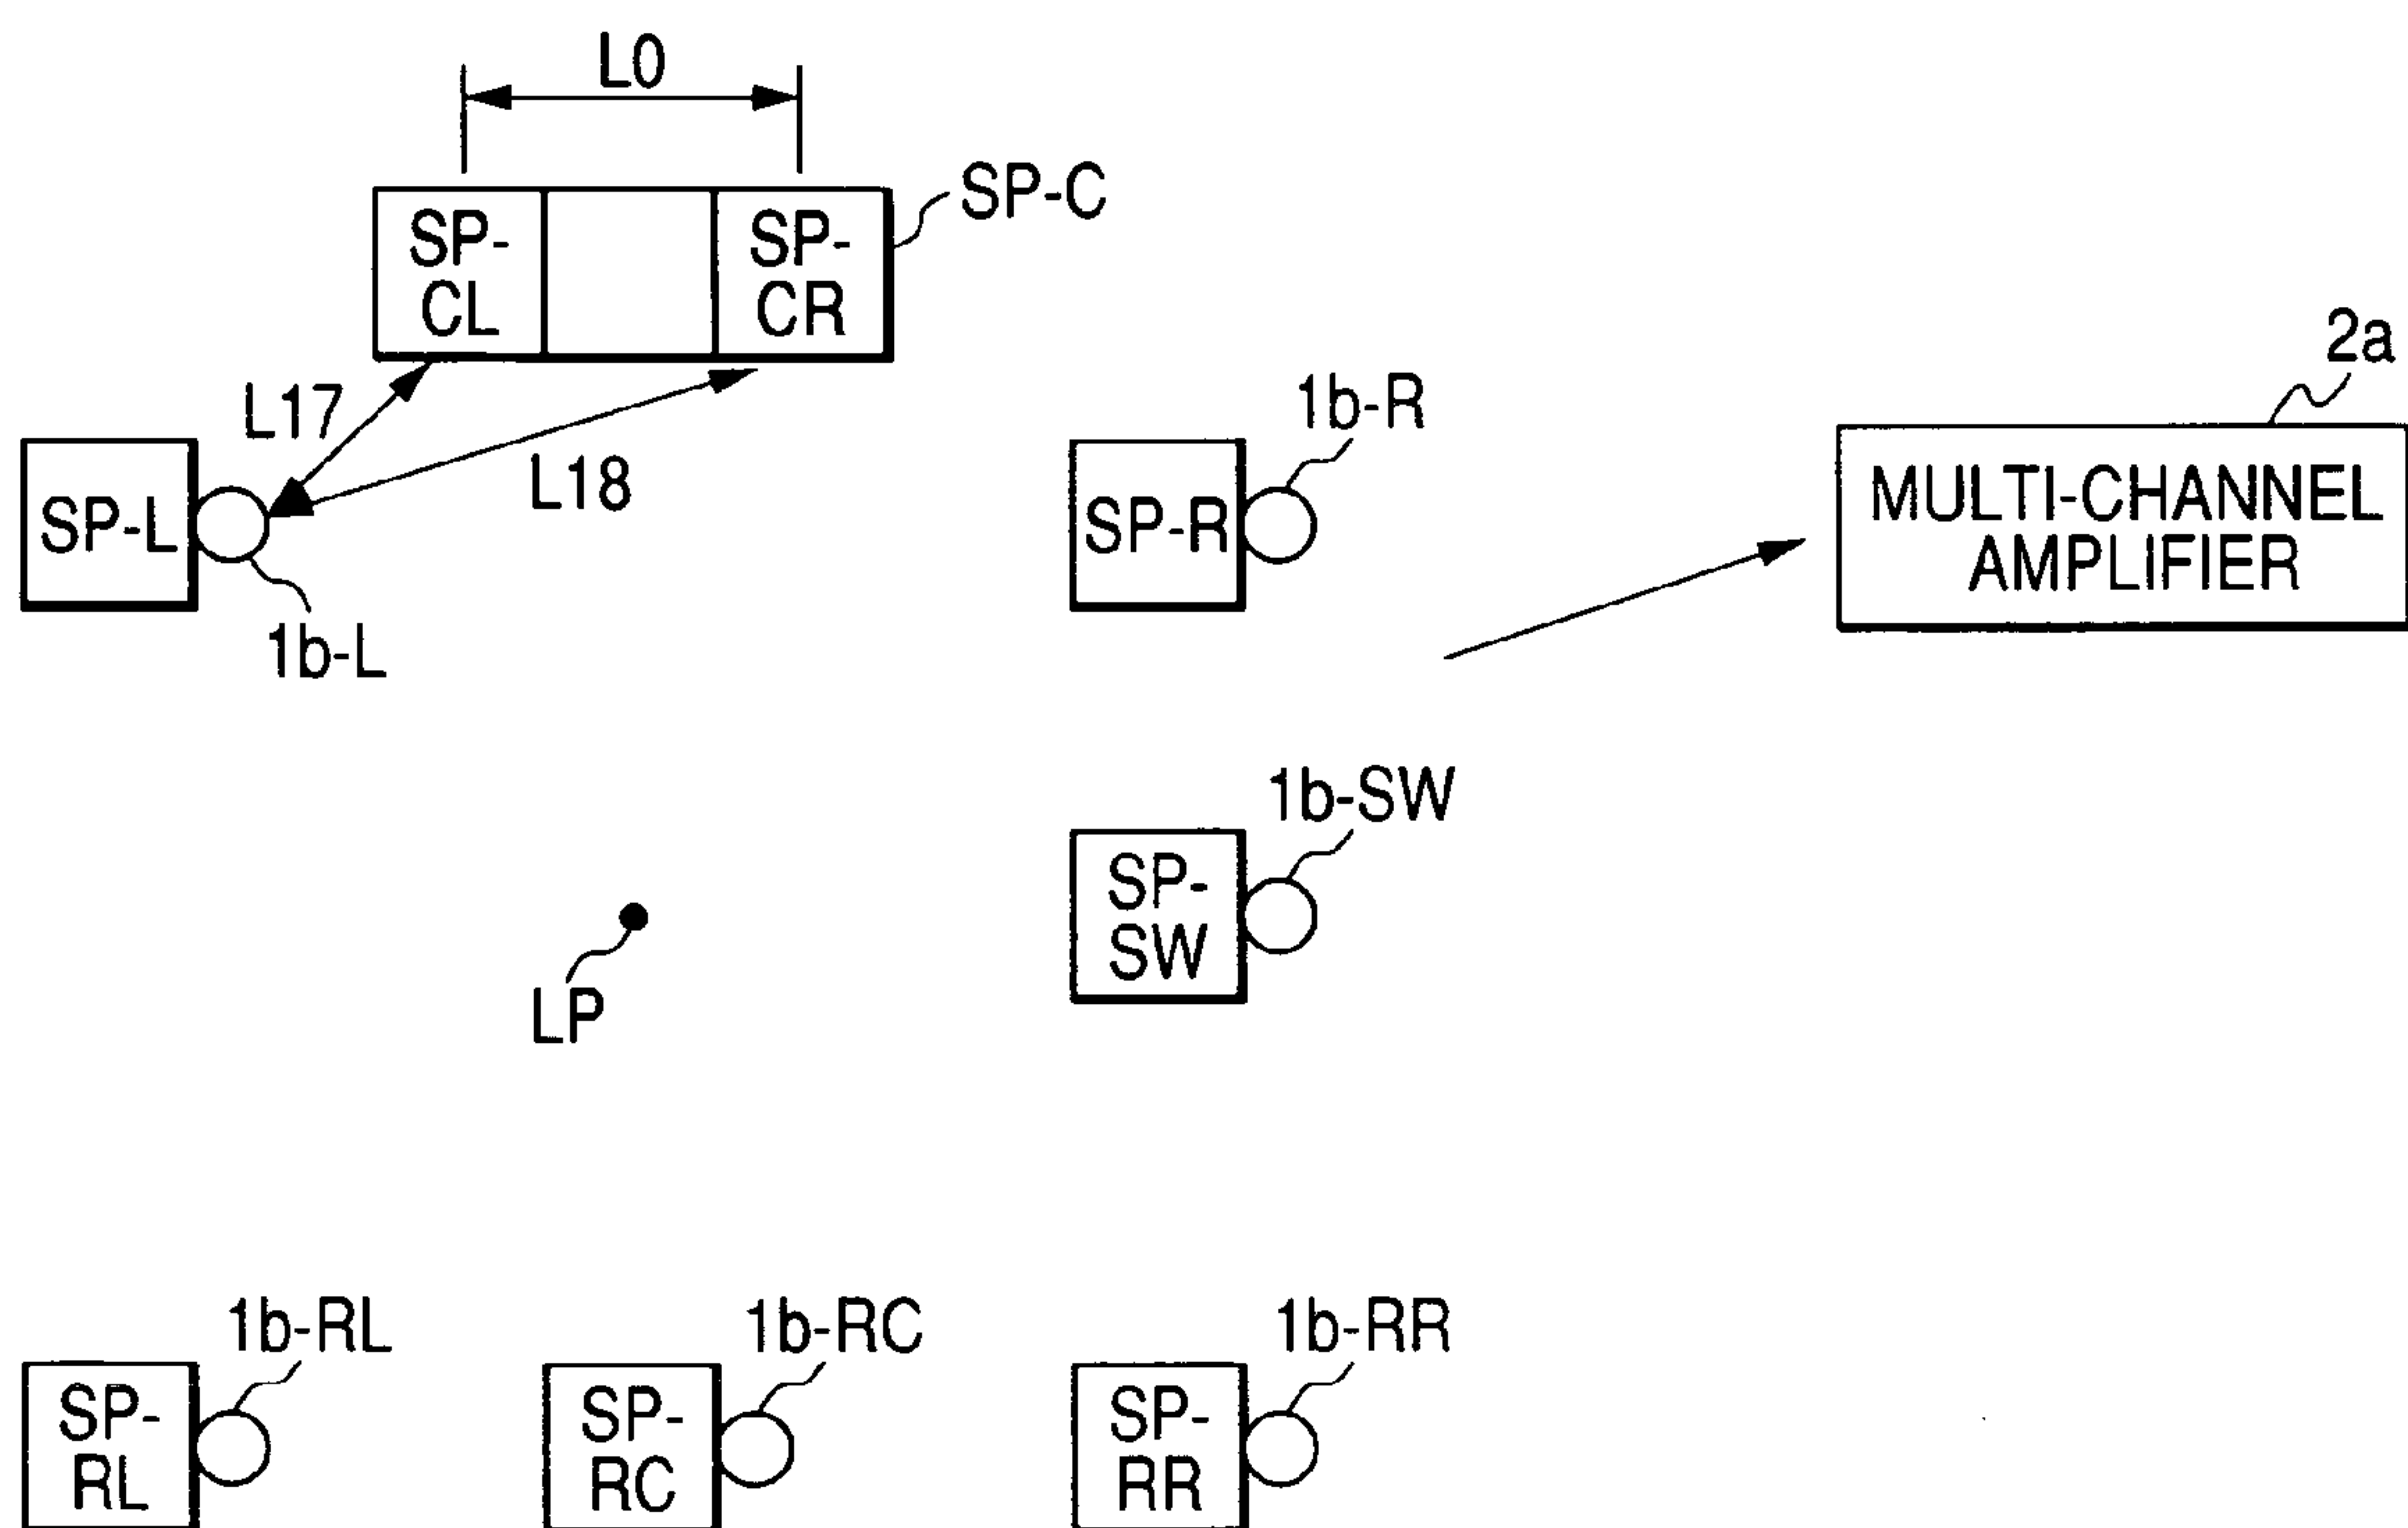 L0
SP-C
SP-
CL
SP-
CR
2a
L17
1b-R
L18
SP-L
SP-R
MULTI-CHANNEL
AMPLIFIER
1b-L
1b-SW
SP-
SW
LP
1b-RL
1b-RC
1b-RR
SP-
RL
SP-
RC
SP-
RR